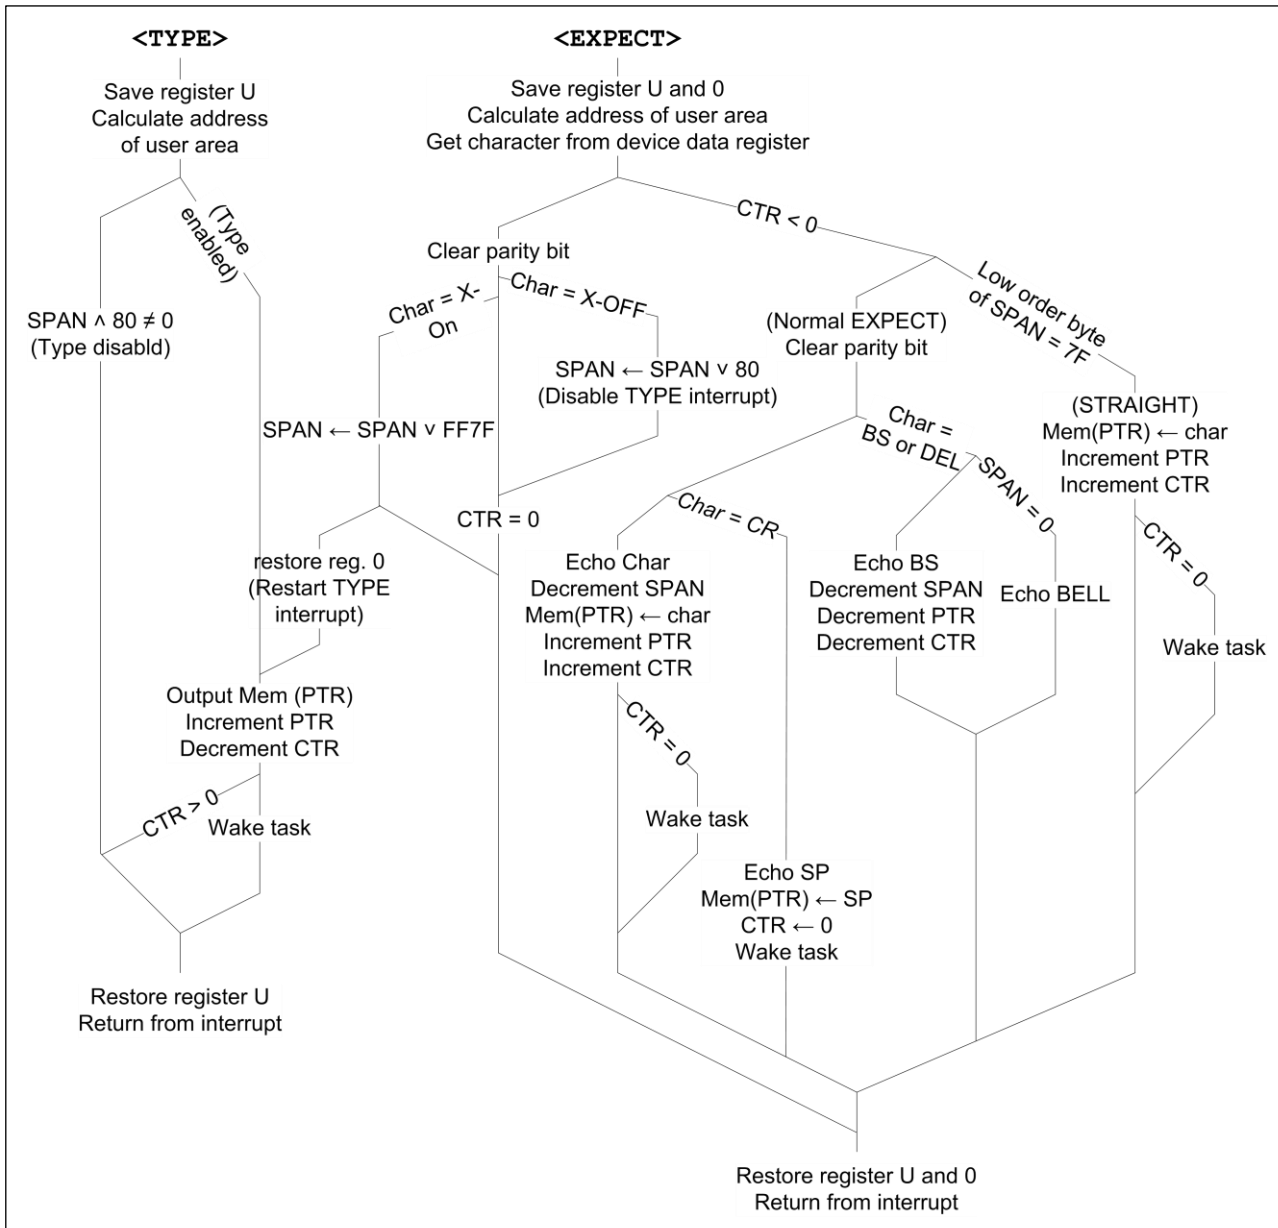 <TYPE>
Save register U
Calculate address
of user area
(Type
enabled)
SPAN ∧ 80 ≠ 0
(Type disabld)
<EXPECT>
Save register U and 0
Calculate address of user area
Get character from device data register
CTR < 0
Clear parity bit
Char = X-
On
Char = X-OFF
SPAN ← SPAN ∨ 80
(Disable TYPE interrupt)
SPAN ← SPAN ∨ FF7F
CTR = 0
restore reg. 0
(Restart TYPE
interrupt)
Output Mem (PTR)
Increment PTR
Decrement CTR
CTR > 0
Wake task
Restore register U
Return from interrupt
(Normal EXPECT)
Clear parity bit
Low order byte
of SPAN = 7F
Char =
BS or DEL
SPAN = 0
Char = CR
Echo Char
Decrement SPAN
Mem(PTR) ← char
Increment PTR
Increment CTR
CTR = 0
Wake task
Echo SP
Mem(PTR) ← SP
CTR ← 0
Wake task
Echo BS
Decrement SPAN
Decrement PTR
Decrement CTR
Echo BELL
(STRAIGHT)
Mem(PTR) ← char
Increment PTR
Increment CTR
CTR = 0
Wake task
Restore register U and 0
Return from interrupt